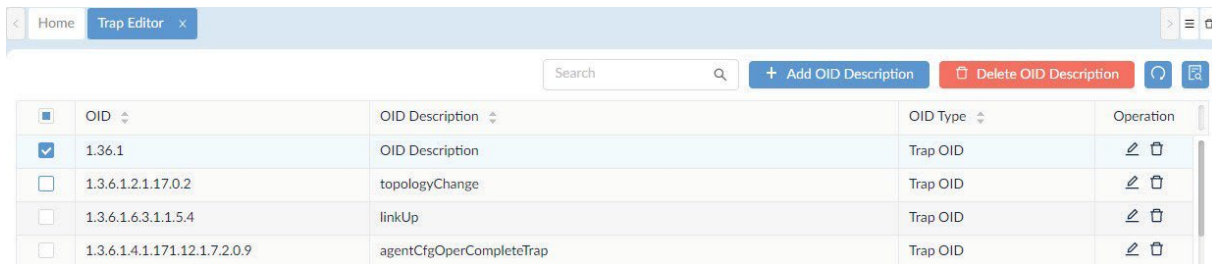 Home Trap Editor ×
Search + Add OID Description Delete OID Description
OID OID Description OID Type Operation
1.36.1 OID Description Trap OID
1.3.6.1.2.1.17.0.2 topologyChange Trap OID
1.3.6.1.6.3.1.1.5.4 linkUp Trap OID
1.3.6.1.4.1.171.12.1.7.2.0.9 agentCfgOperCompleteTrap Trap OID